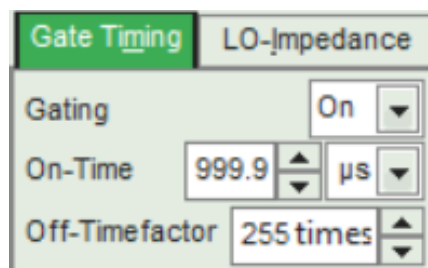 Gate Timing LO-Impedance
Gating On
On-Time 999.9 µs
Off-Timefactor 255 times